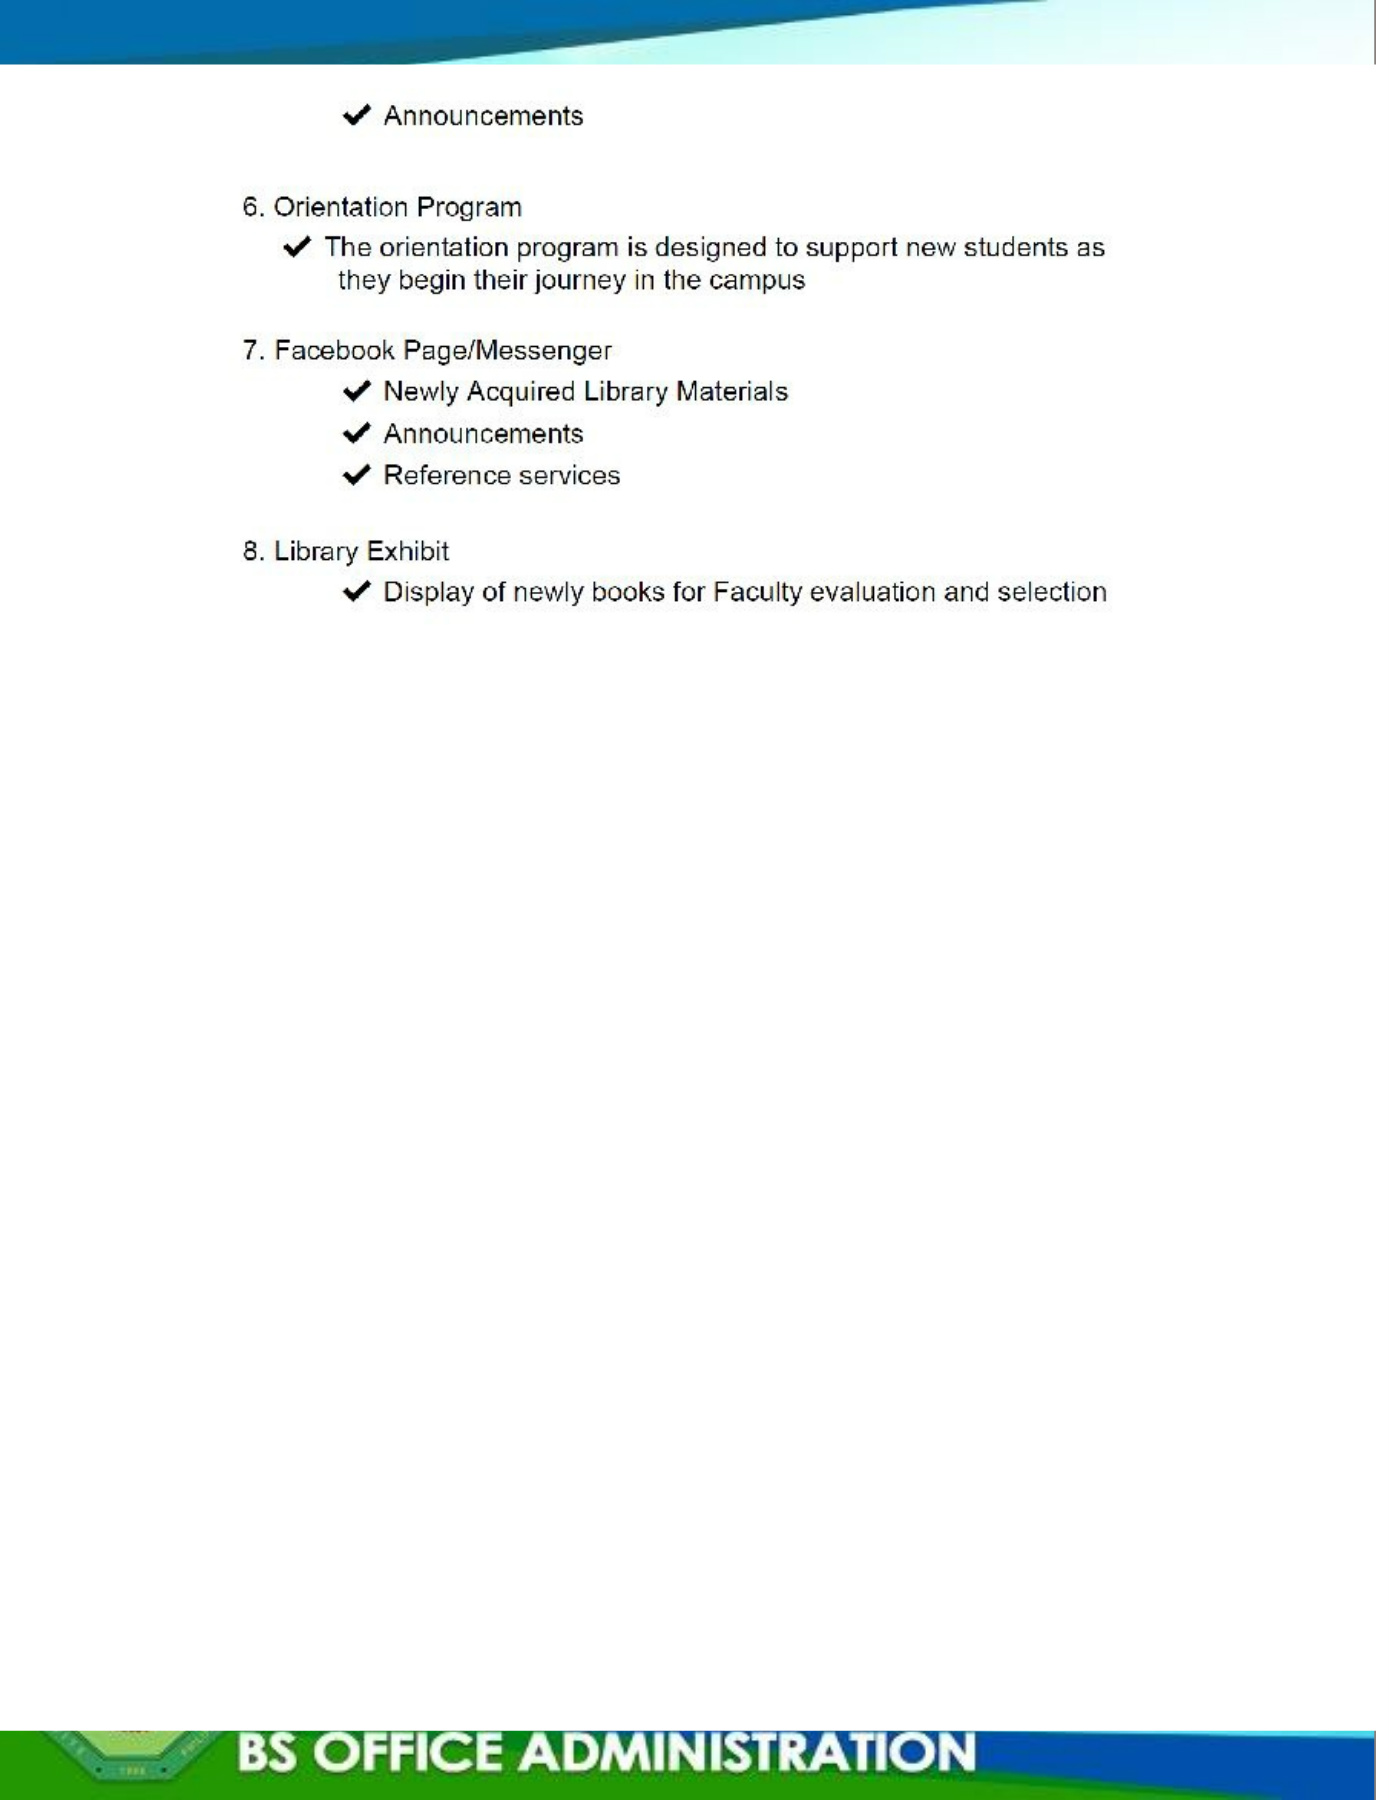 ✔ Announcements
6. Orientation Program
✔ The orientation program is designed to support new students as
they begin their journey in the campus
7. Facebook Page/Messenger
✔ Newly Acquired Library Materials
✔ Announcements
✔ Reference services
8. Library Exhibit
✔ Display of newly books for Faculty evaluation and selection
BS OFFICE ADMINISTRATION